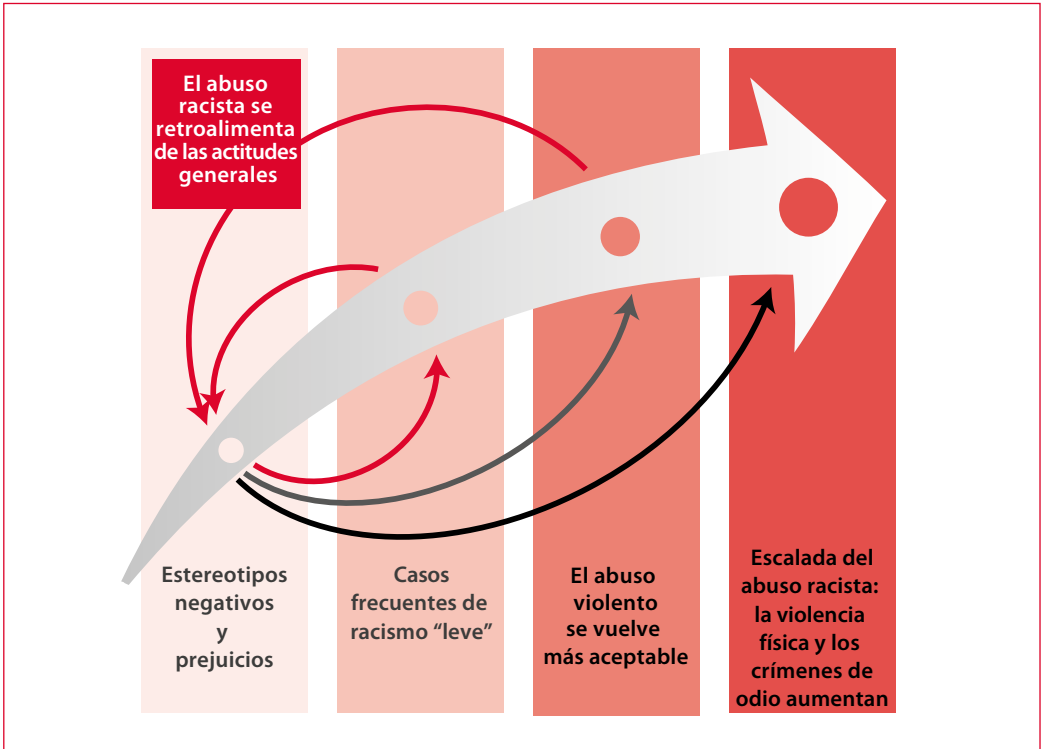 El abuso
racista se
retroalimenta
de las actitudes
generales
Estereotipos
negativos
y
prejuicios
Casos
frecuentes de
racismo “leve”
El abuso
violento
se vuelve
más aceptable
Escalada del
abuso racista:
la violencia
física y los
crímenes de
odio aumentan